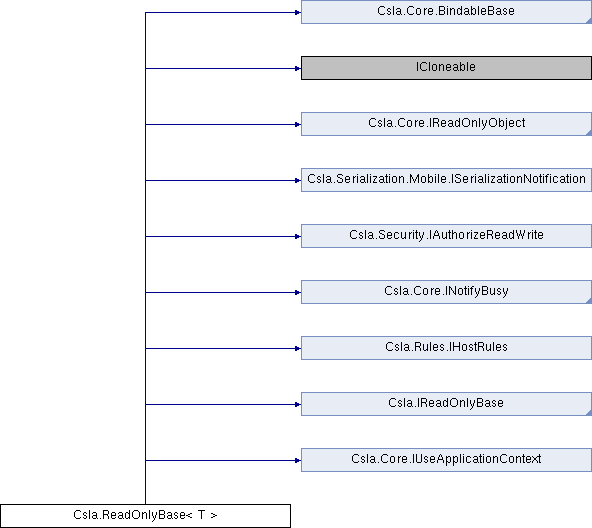 Csla.Core.BindableBase
ICloneable
Csla.Core.IReadOnlyObject
Csla.Serialization.Mobile.ISerializationNotification
Csla.Security.IAuthorizeReadWrite
Csla.Core.INotifyBusy
Csla.Rules.IHostRules
Csla.IReadOnlyBase
Csla.Core.IUseApplicationContext
Csla.ReadOnlyBase< T >